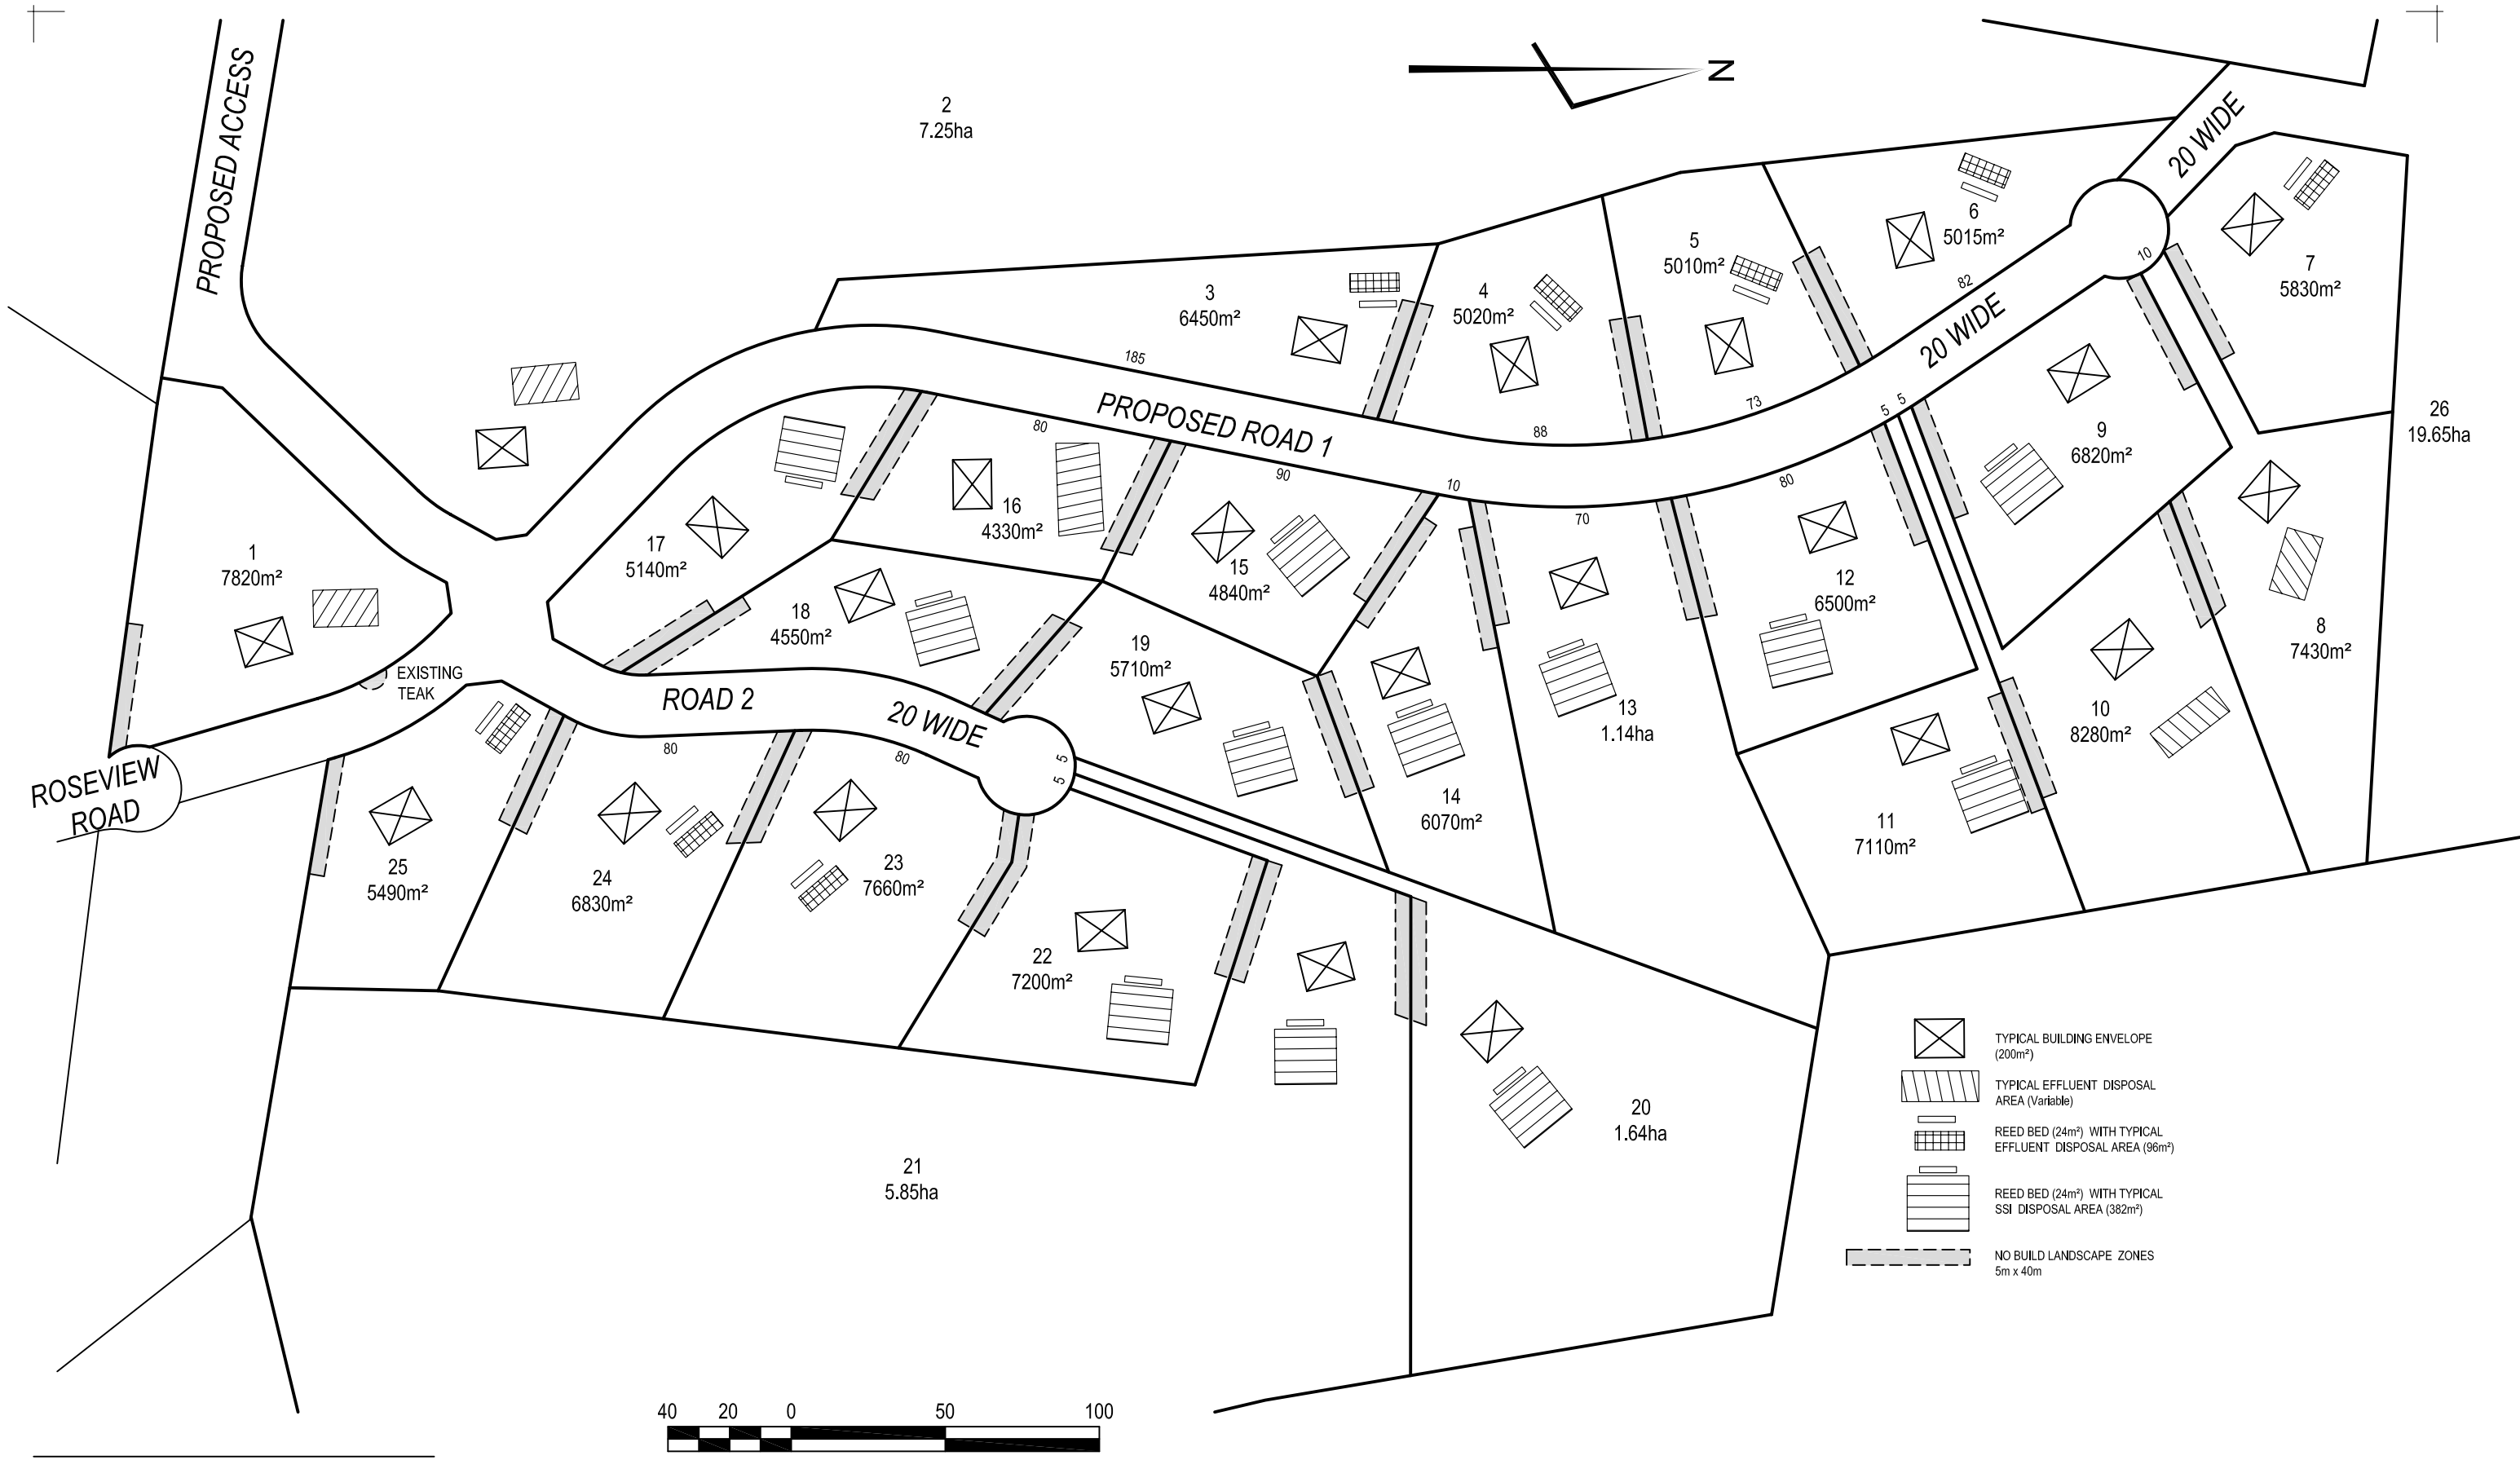 PROPOSED ACCESS
2
7.25ha
N
20 WIDE
3
6450m²
4
5020m²
5
5010m²
6
5015m²
7
5830m²
10
82
20 WIDE
185
PROPOSED ROAD 1
88
73
80
90
10
70
80
5
5
26
19.65ha
9
6820m²
16
4330m²
17
5140m²
15
4840m²
1
7820m²
12
6500m²
18
4550m²
19
5710m²
8
7430m²
EXISTING
TEAK
ROAD 2
20 WIDE
80
80
5
5
13
1.14ha
10
8280m²
ROSEVIEW
ROAD
14
6070m²
11
7110m²
25
5490m²
24
6830m²
23
7660m²
22
7200m²
20
1.64ha
21
5.85ha
TYPICAL BUILDING ENVELOPE
(200m²)
TYPICAL EFFLUENT DISPOSAL
AREA (Variable)
REED BED (24m²) WITH TYPICAL
EFFLUENT DISPOSAL AREA (96m²)
REED BED (24m²) WITH TYPICAL
SSI DISPOSAL AREA (382m²)
NO BUILD LANDSCAPE ZONES
5m x 40m
40 20 0 50 100